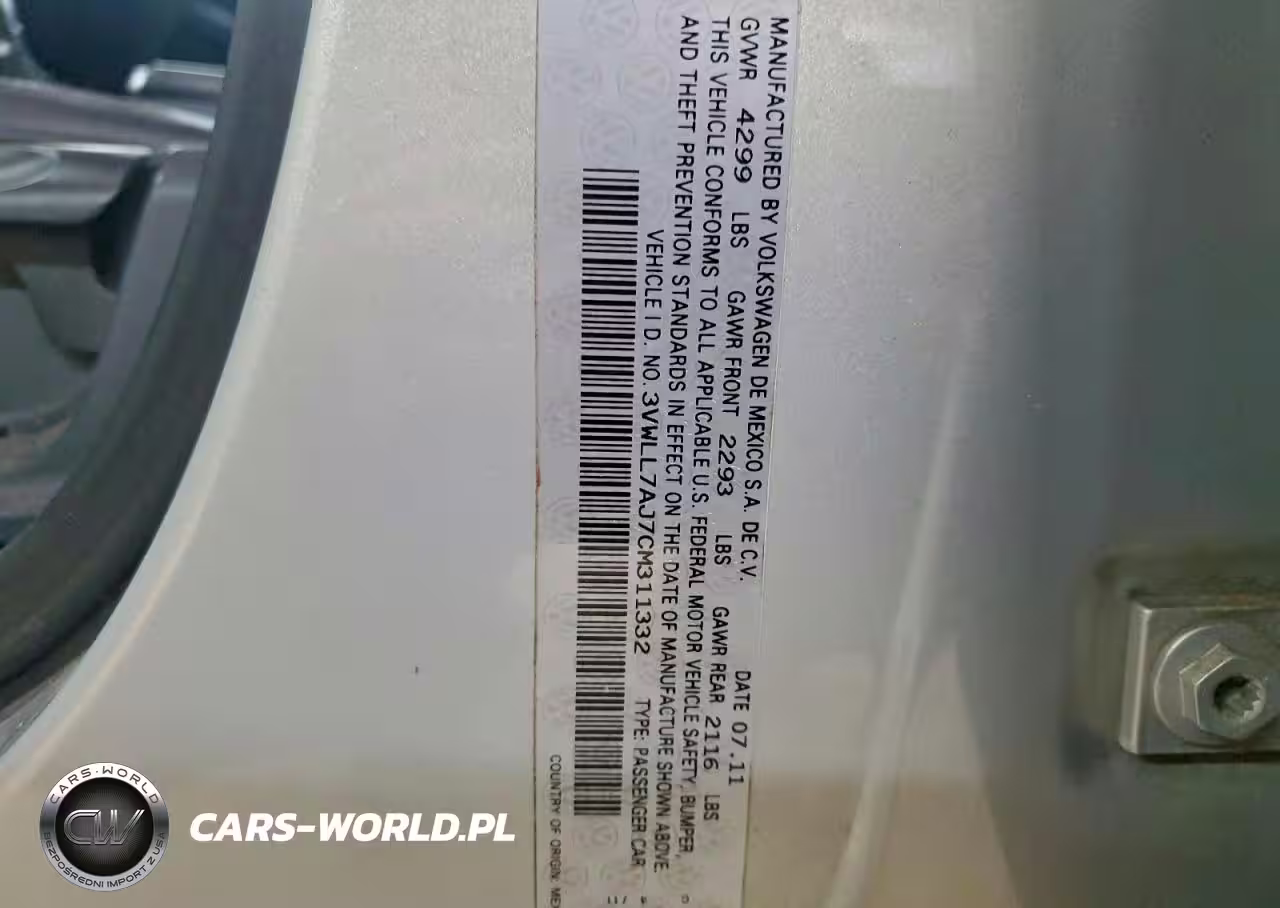 MANUFACTURED BY VOLKSWAGEN DE MEXICO S.A. DE C.V. DATE 07.11
GVWR 4299 LBS GAWR FRONT 2293 LBS GAWR REAR 2116 LBS
THIS VEHICLE CONFORMS TO ALL APPLICABLE U.S. FEDERAL MOTOR VEHICLE SAFETY, BUMPER,
AND THEFT PREVENTION STANDARDS IN EFFECT ON THE DATE OF MANUFACTURE SHOWN ABOVE.
VEHICLE I D. NO. 3VWLL7AJ7CM311332 TYPE: PASSENGER CAR
COUNTRY OF ORIGIN: MEX
CARS-WORLD
CW
BEZPOŚREDNI IMPORT Z USA
CARS-WORLD.PL